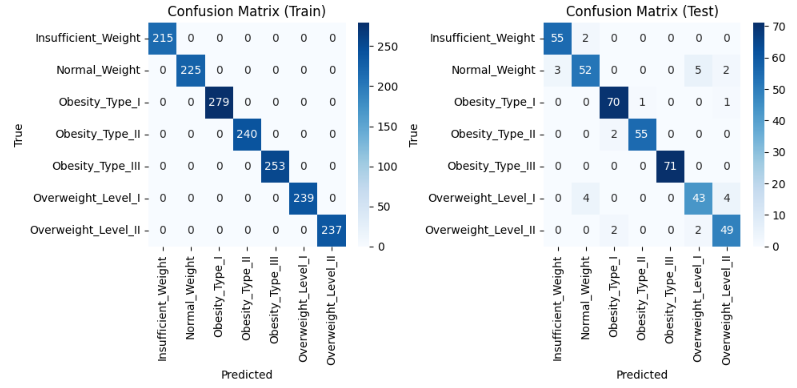 Confusion Matrix (Train)
Insufficient_Weight 215 0 0 0 0 0 0
Normal_Weight 0 225 0 0 0 0 0
Obesity_Type_I 0 0 279 0 0 0 0
Obesity_Type_II 0 0 0 240 0 0 0
Obesity_Type_III 0 0 0 0 253 0 0
Overweight_Level_I 0 0 0 0 0 239 0
Overweight_Level_II 0 0 0 0 0 0 237
True
Insufficient_Weight
Normal_Weight
Obesity_Type_I
Obesity_Type_II
Obesity_Type_III
Overweight_Level_I
Overweight_Level_II
Predicted
250
200
150
100
50
0
Confusion Matrix (Test)
Insufficient_Weight 55 2 0 0 0 0 0
Normal_Weight 3 52 0 0 0 5 2
Obesity_Type_I 0 0 70 1 0 0 1
Obesity_Type_II 0 0 2 55 0 0 0
Obesity_Type_III 0 0 0 0 71 0 0
Overweight_Level_I 0 4 0 0 0 43 4
Overweight_Level_II 0 0 2 0 0 2 49
True
Insufficient_Weight
Normal_Weight
Obesity_Type_I
Obesity_Type_II
Obesity_Type_III
Overweight_Level_I
Overweight_Level_II
Predicted
70
60
50
40
30
20
10
0